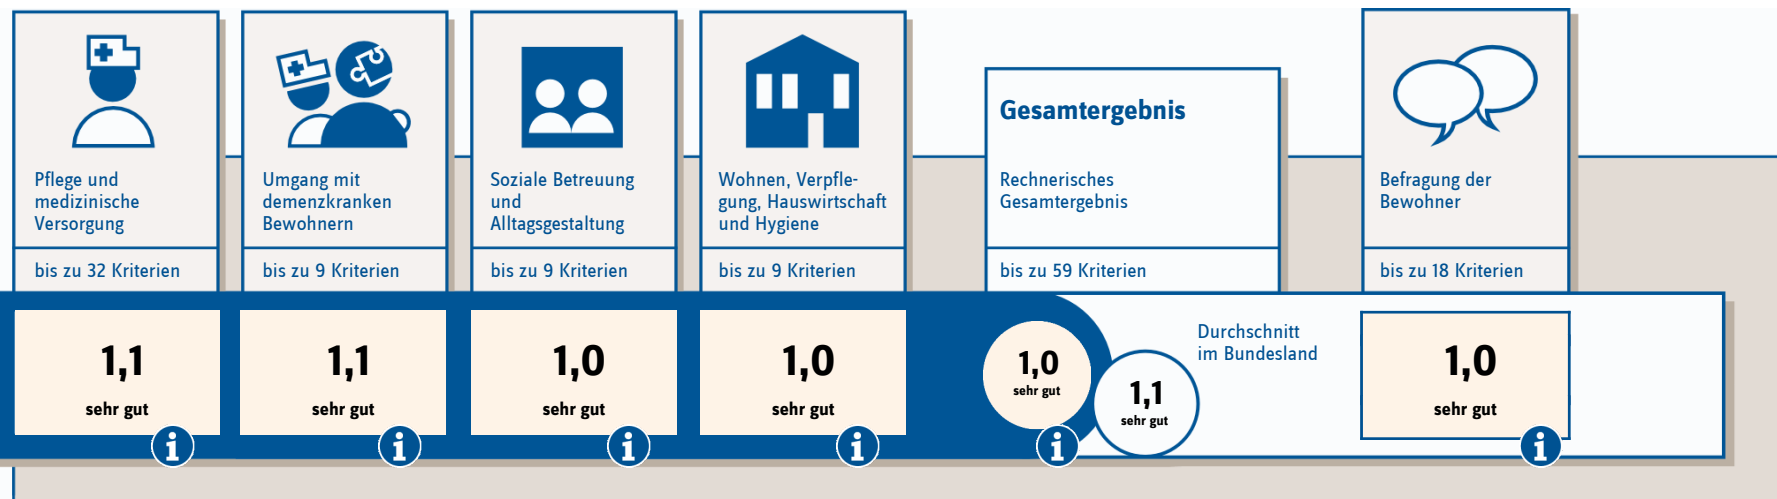 Pflege und
medizinische
Versorgung
bis zu 32 Kriterien
1,1
sehr gut
i
Umgang mit
demenzkranken
Bewohnern
bis zu 9 Kriterien
1,1
sehr gut
i
Soziale Betreuung
und
Alltagsgestaltung
bis zu 9 Kriterien
1,0
sehr gut
i
Wohnen, Verpfle-
gung, Hauswirtschaft
und Hygiene
bis zu 9 Kriterien
1,0
sehr gut
i
Gesamtergebnis
Rechnerisches
Gesamtergebnis
bis zu 59 Kriterien
1,0
sehr gut
i
Durchschnitt
im Bundesland
1,1
sehr gut
Befragung der
Bewohner
bis zu 18 Kriterien
1,0
sehr gut
i